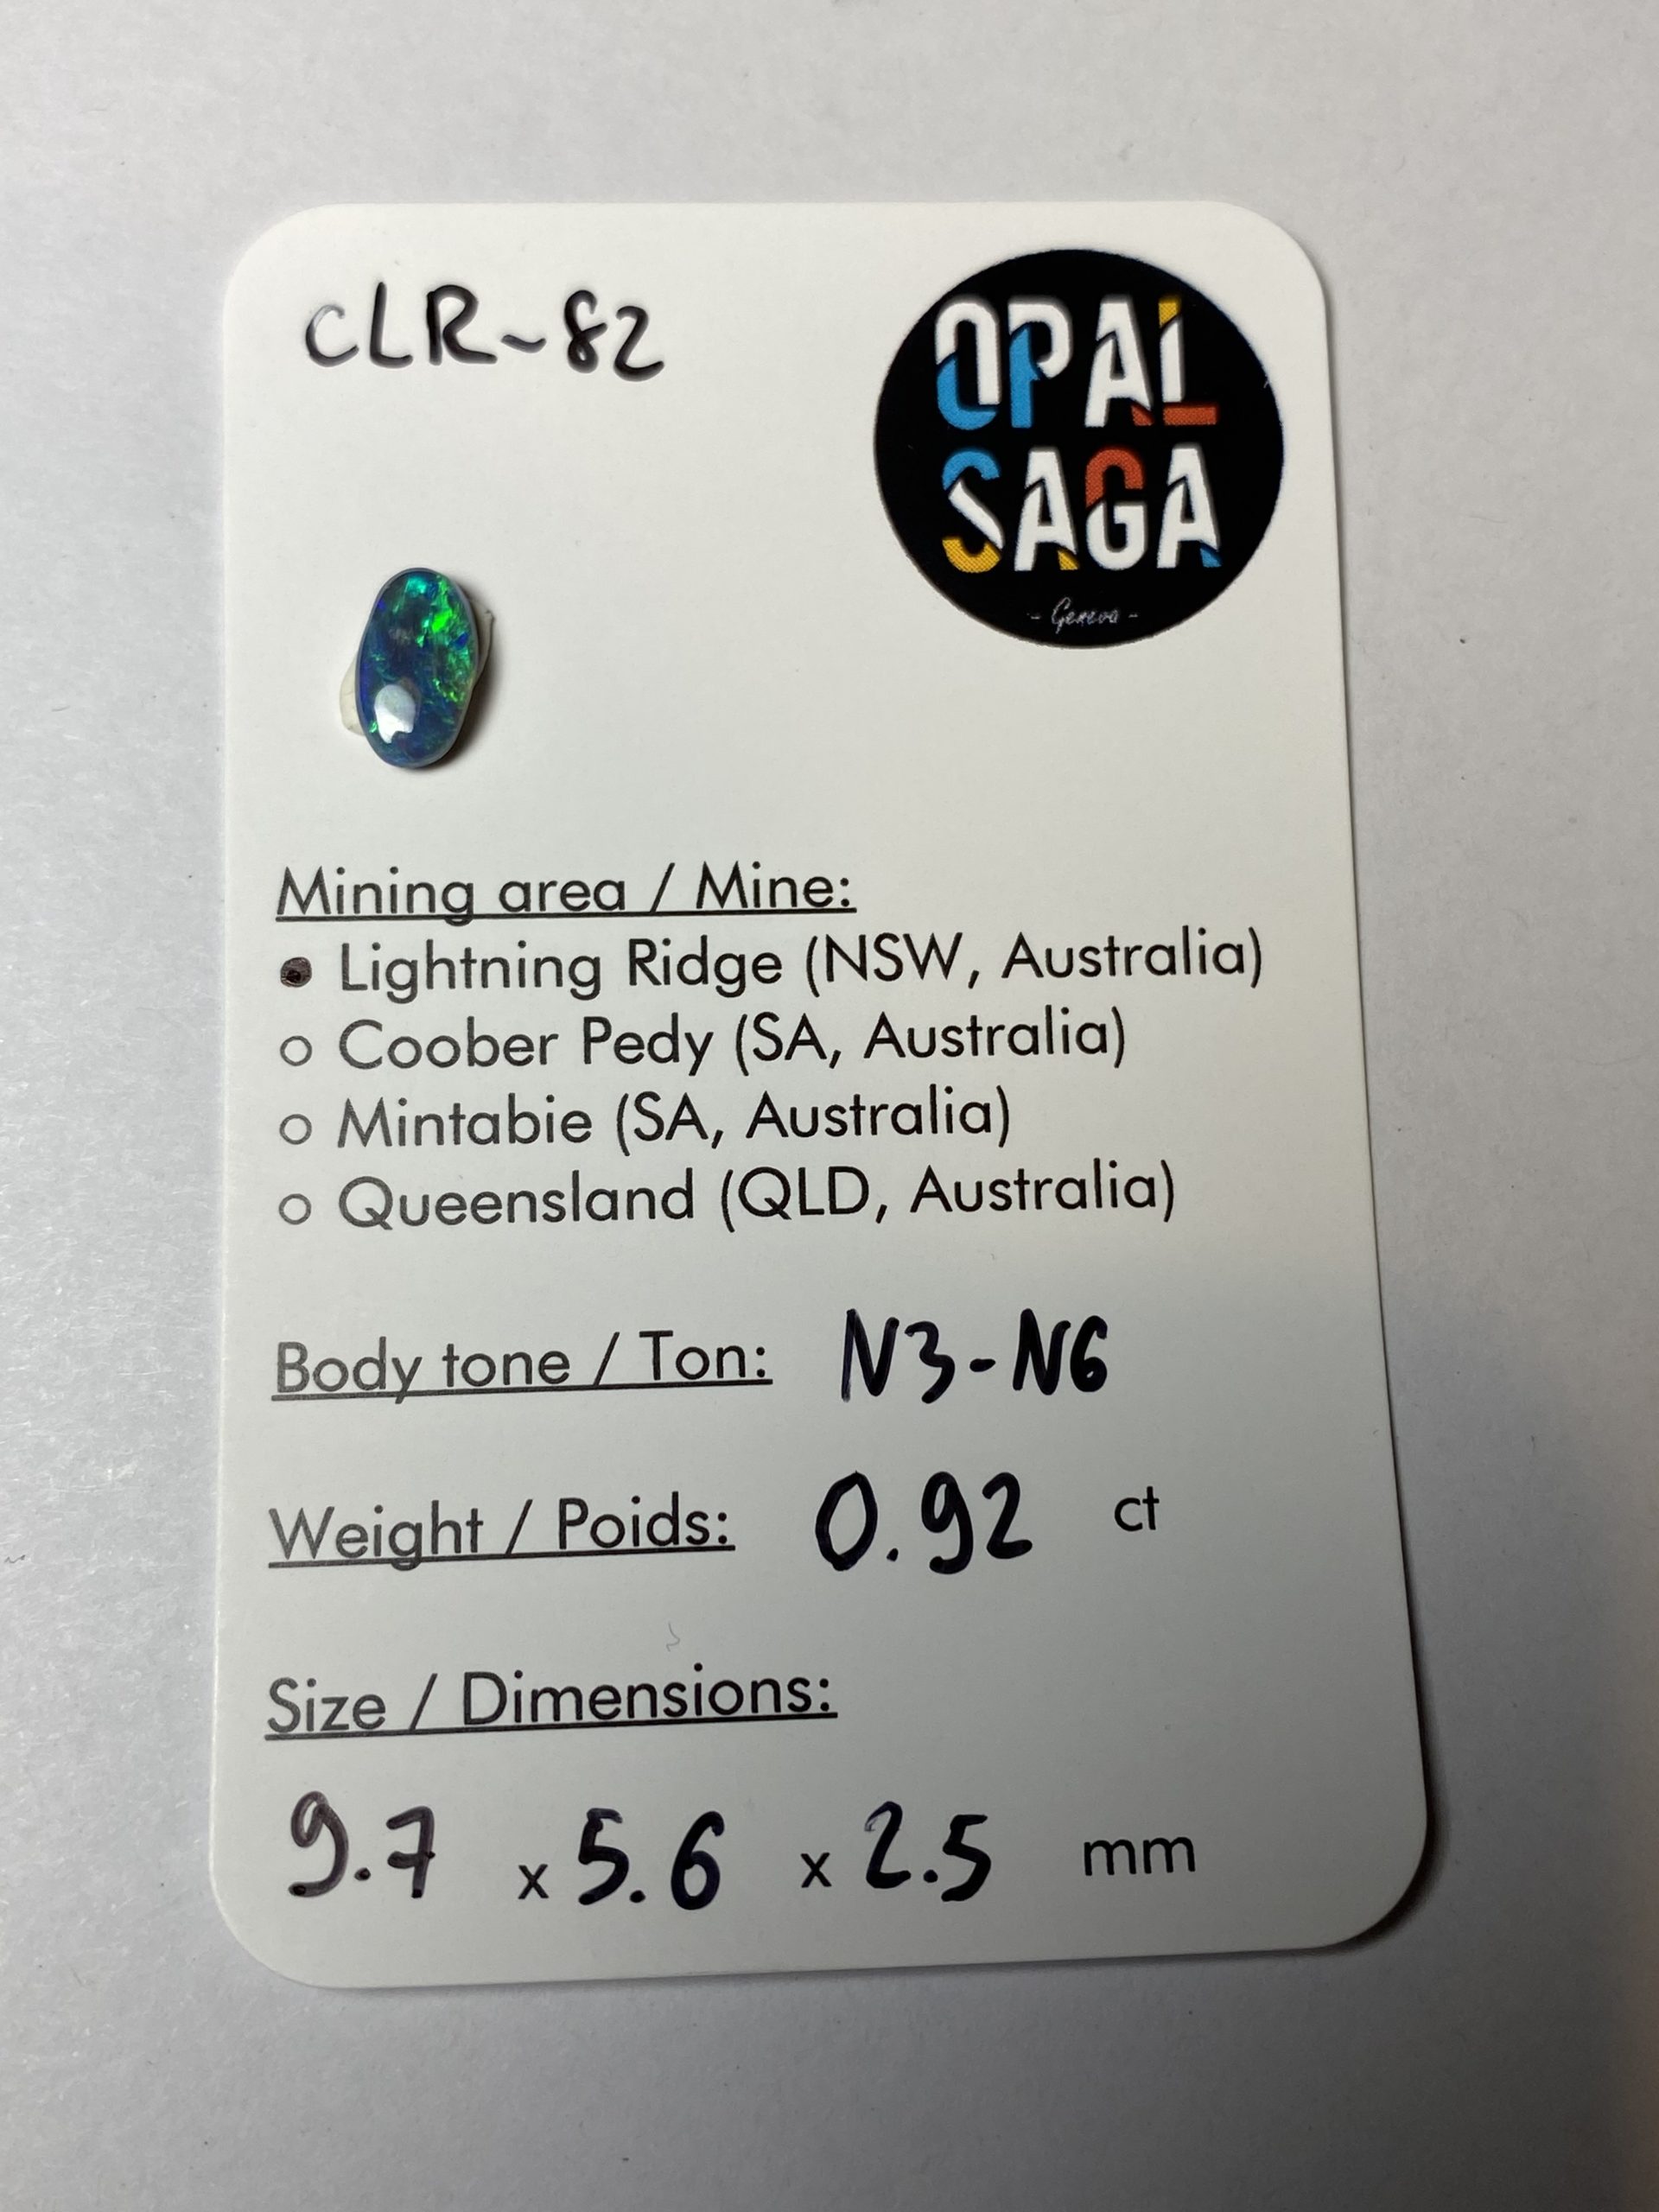 CLR-82
OPAL
SAGA
- Geneva -
Mining area / Mine:
● Lightning Ridge (NSW, Australia)
○ Coober Pedy (SA, Australia)
○ Mintabie (SA, Australia)
○ Queensland (QLD, Australia)
Body tone / Ton: N3-N6
Weight / Poids: 0.92 ct
Size / Dimensions:
9.7 x 5.6 x 2.5 mm